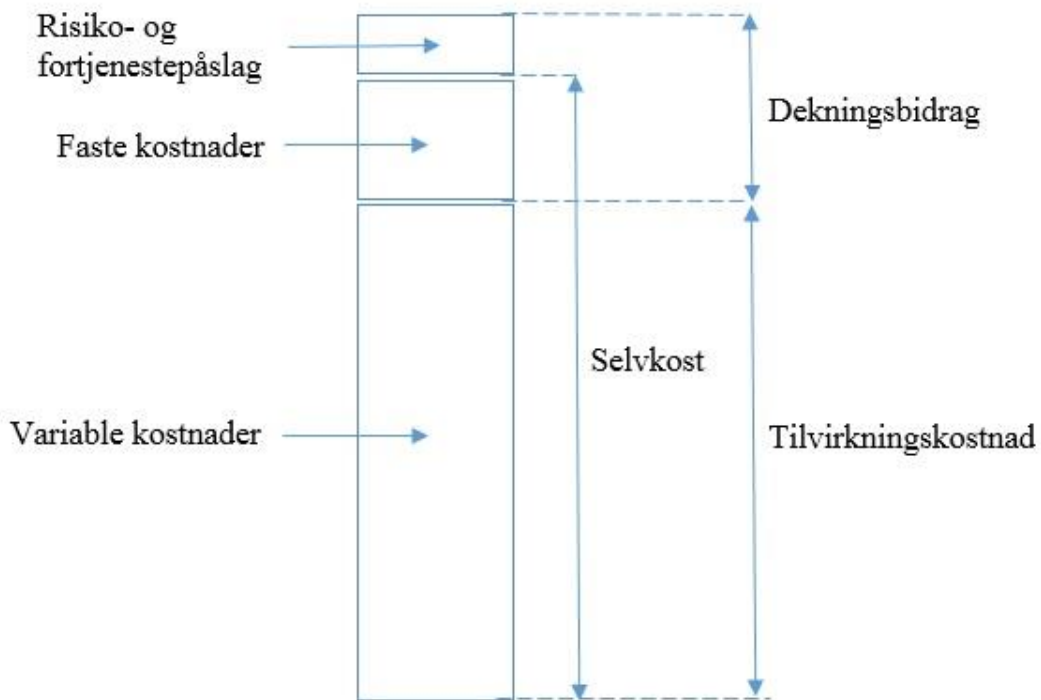 Risiko- og
fortjenestepåslag
Dekningsbidrag
Faste kostnader
Selvkost
Variable kostnader
Tilvirkningskostnad